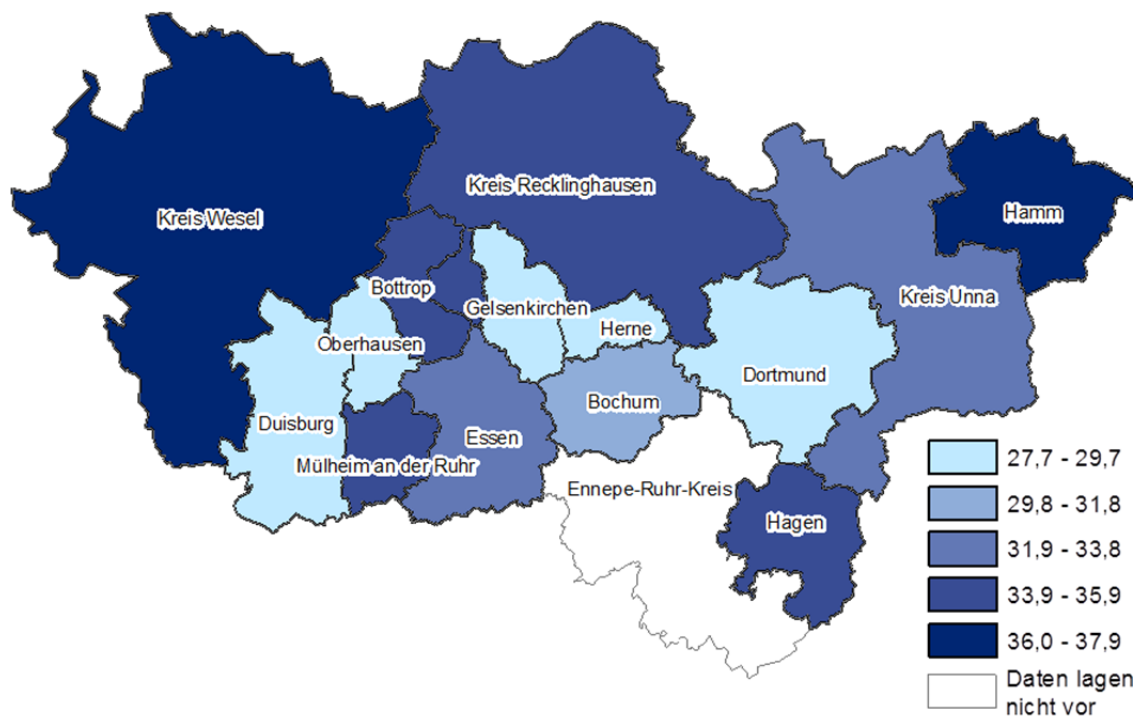 Kreis Recklinghausen
Kreis Wesel
Hamm
Bottrop
Kreis Unna
Gelsenkirchen
Herne
Oberhausen
Dortmund
Bochum
Duisburg
Essen
Mülheim an der Ruhr
Ennepe-Ruhr-Kreis
Hagen
27,7 - 29,7
29,8 - 31,8
31,9 - 33,8
33,9 - 35,9
36,0 - 37,9
Daten lagen
nicht vor